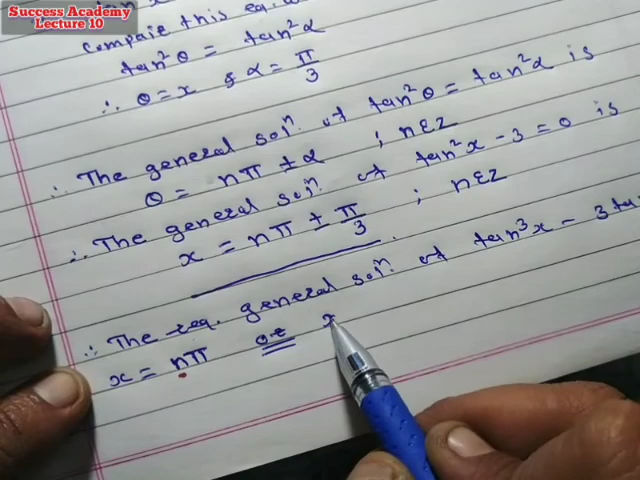 Success Academy
Lecture 10
Compare this eq.
tan²θ = tan²α
∴ θ = x & α = π/3
∴ The general solⁿ. of tan²θ = tan²α is
θ = nπ ± α ; n∈Z
∴ The general solⁿ. of tan²x - 3 = 0 is
x = nπ ± π/3 ; n∈Z
∴ The req. general solⁿ. of tan³x - 3 ta
x = nπ or x